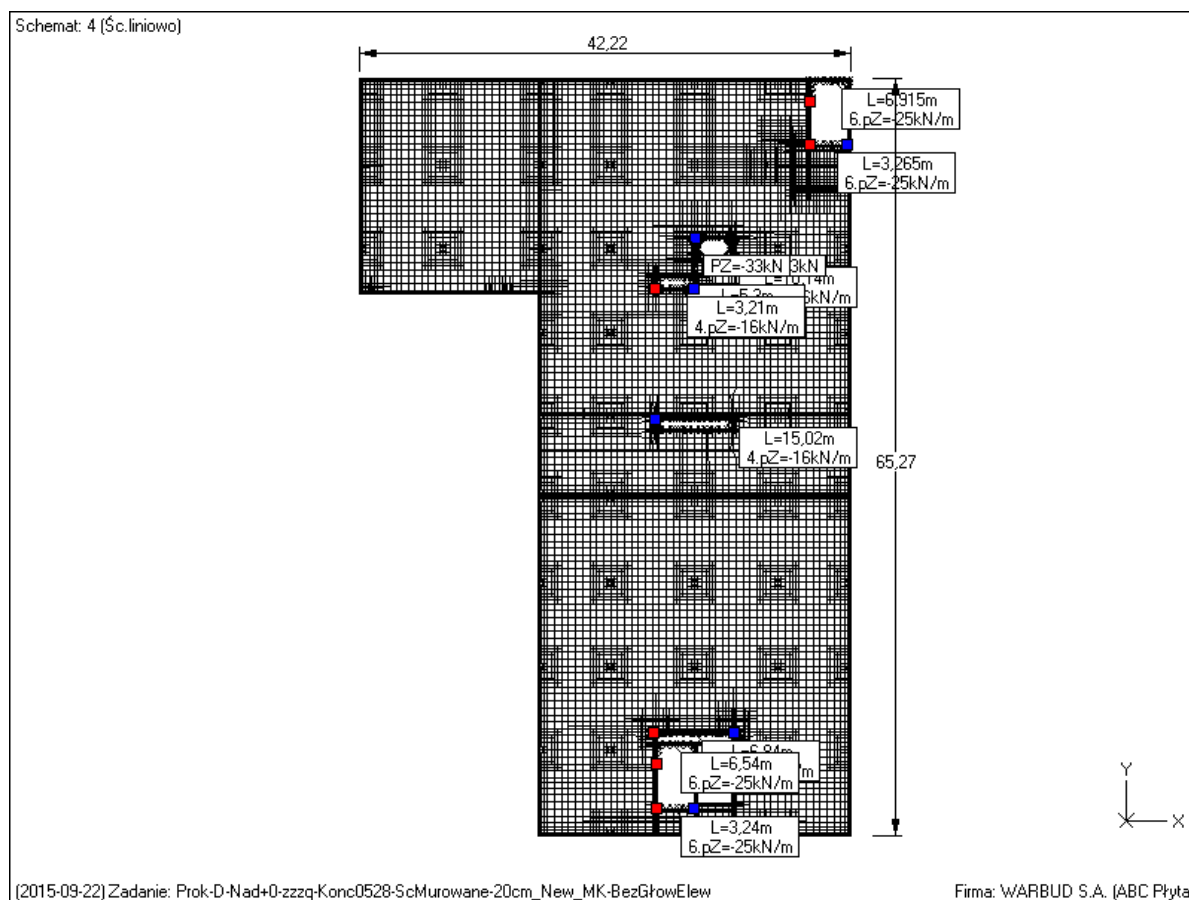 Schemat: 4 (Śc.liniowo)
42,22
L=6,915m
6.pZ=-25kN/m
L=3,265m
6.pZ=-25kN/m
PZ=-33kN
3kN
L=3,21m
4.pZ=-16kN/m
L=15,02m
4.pZ=-16kN/m
65,27
L=6,54m
6.pZ=-25kN/m
L=3,24m
6.pZ=-25kN/m
Y
X
(2015-09-22) Zadanie: Prok-D-Nad+0-zzzq-Konc0528-ScMurowane-20cm_New_MK-BezGłowElew
Firma: WARBUD S.A. (ABC Płyta